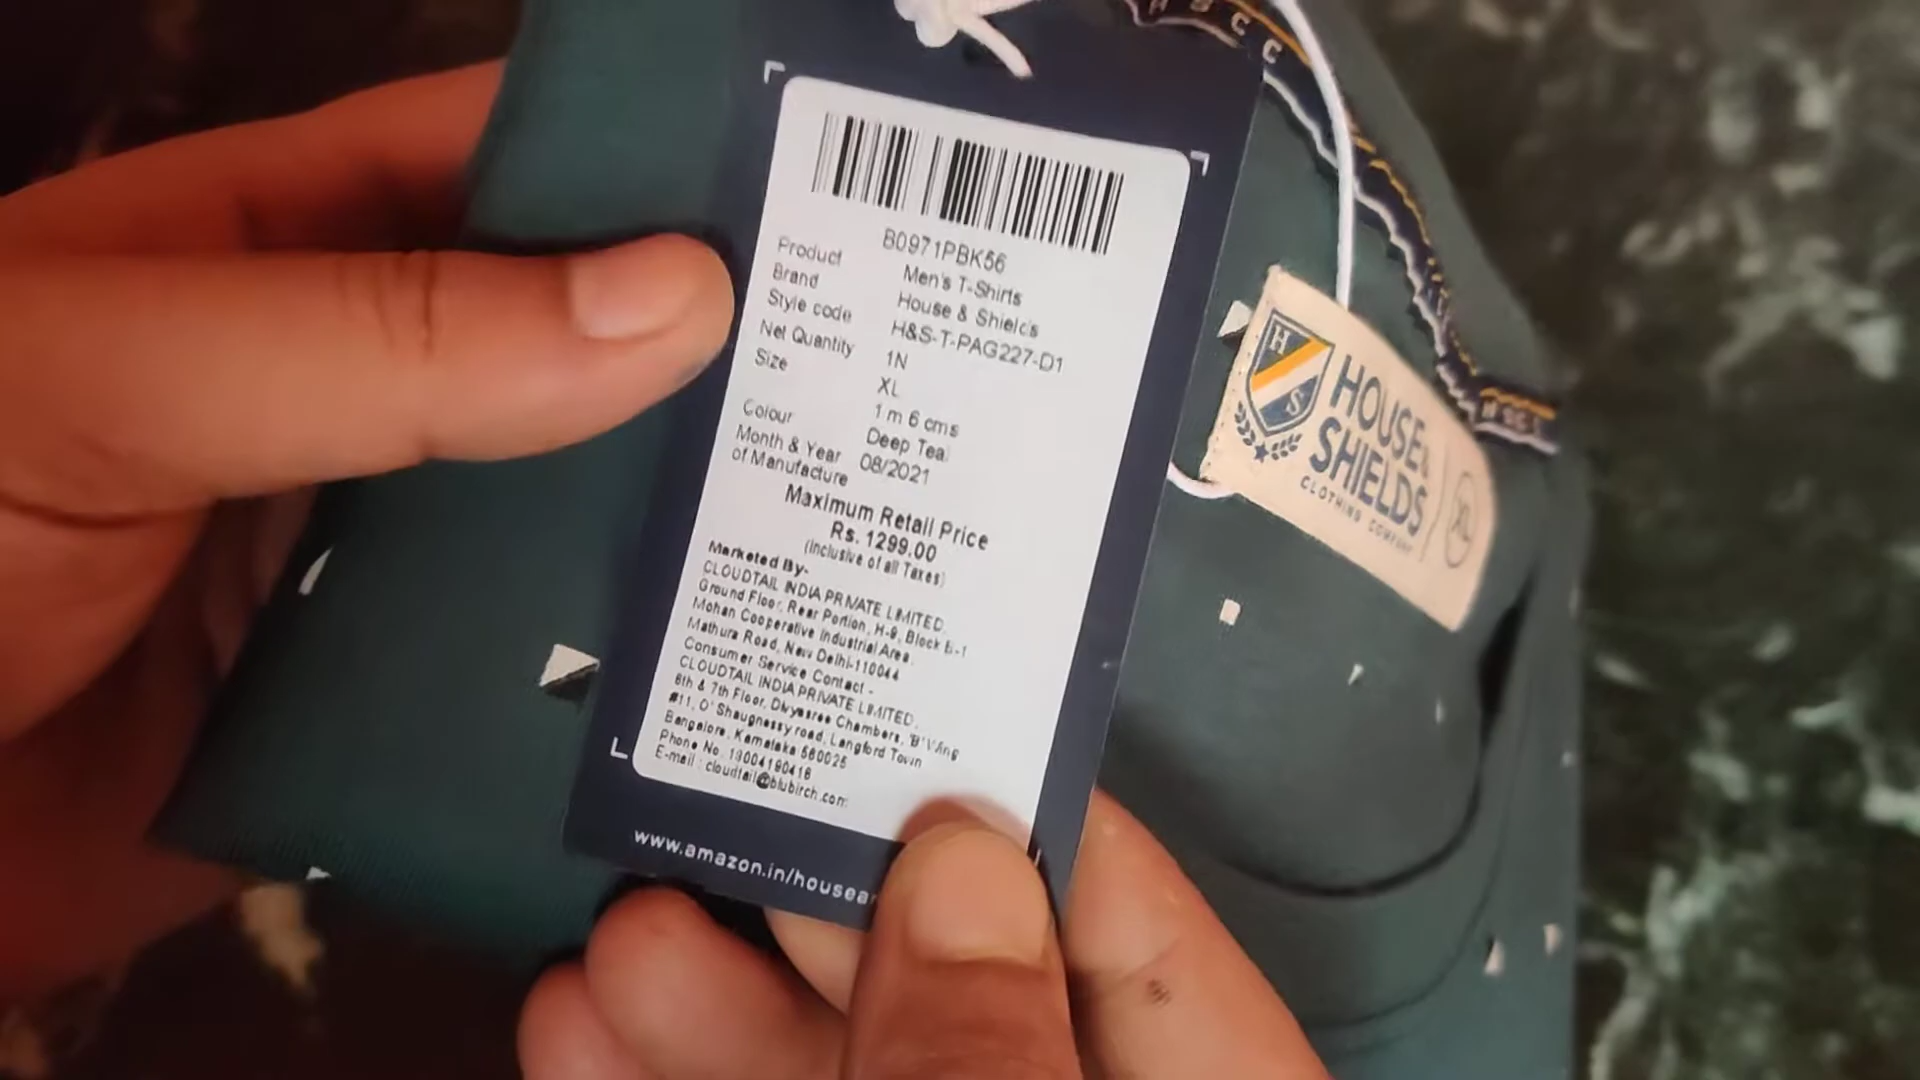 B0971PBK56
Product Men's T-Shirts
Brand House & Shields
Style code H&S-T-PAG227-D1
Net Quantity 1N
Size XL
1 m 6 cms
Colour Deep Teal
Month & Year of Manufacture 08/2021
Maximum Retail Price
Rs. 1299.00
(Inclusive of all Taxes)
Marketed By-
CLOUDTAIL INDIA PRIVATE LIMITED,
Ground Floor, Rear Portion, H-9, Block B-1
Mohan Cooperative Industrial Area,
Mathura Road, New Delhi-110044
Consumer Service Contact -
CLOUDTAIL INDIA PRIVATE LIMITED,
6th & 7th Floor, Divyasree Chambers, 'B' Wing
#11, O' Shaugnessy road, Langford Town
Bangalore, Karnataka 560025
Phone No. 18004190416
E-mail : cloudtail@blubirch.com
www.amazon.in/housea
H
S
HOUSE &
SHIELDS
CLOTHING COMPANY
XL